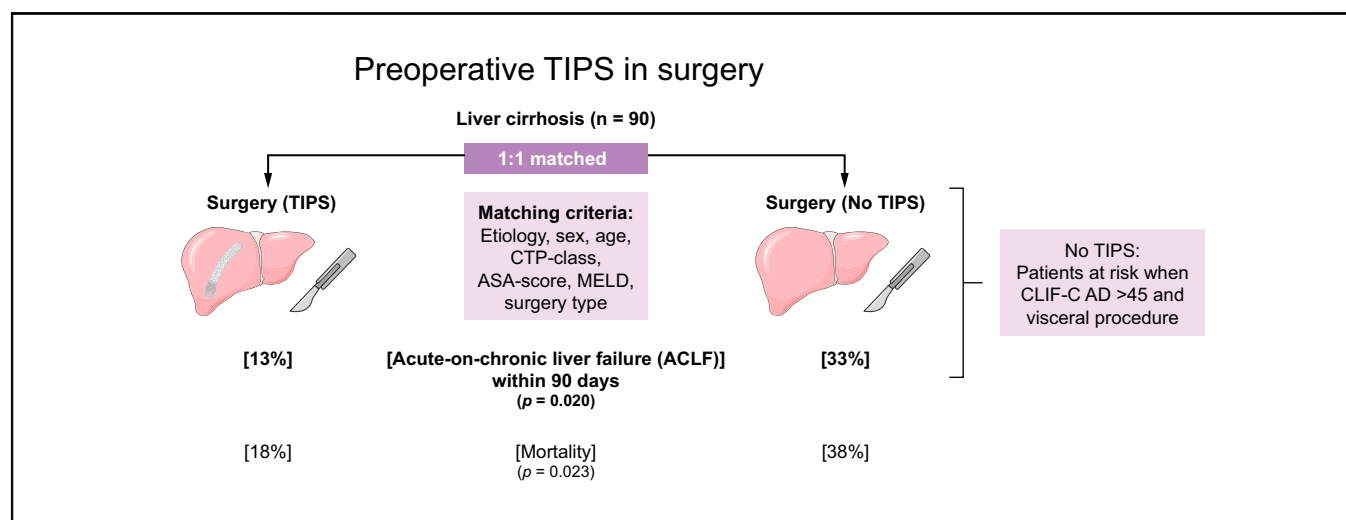 Preoperative TIPS in surgery
Liver cirrhosis (n = 90)
1:1 matched
Surgery (TIPS)
Matching criteria:
Etiology, sex, age,
CTP-class,
ASA-score, MELD,
surgery type
Surgery (No TIPS)
No TIPS:
Patients at risk when
CLIF-C AD >45 and
visceral procedure
[13%]
[Acute-on-chronic liver failure (ACLF)]
within 90 days
(p = 0.020)
[33%]
[18%]
[Mortality]
(p = 0.023)
[38%]